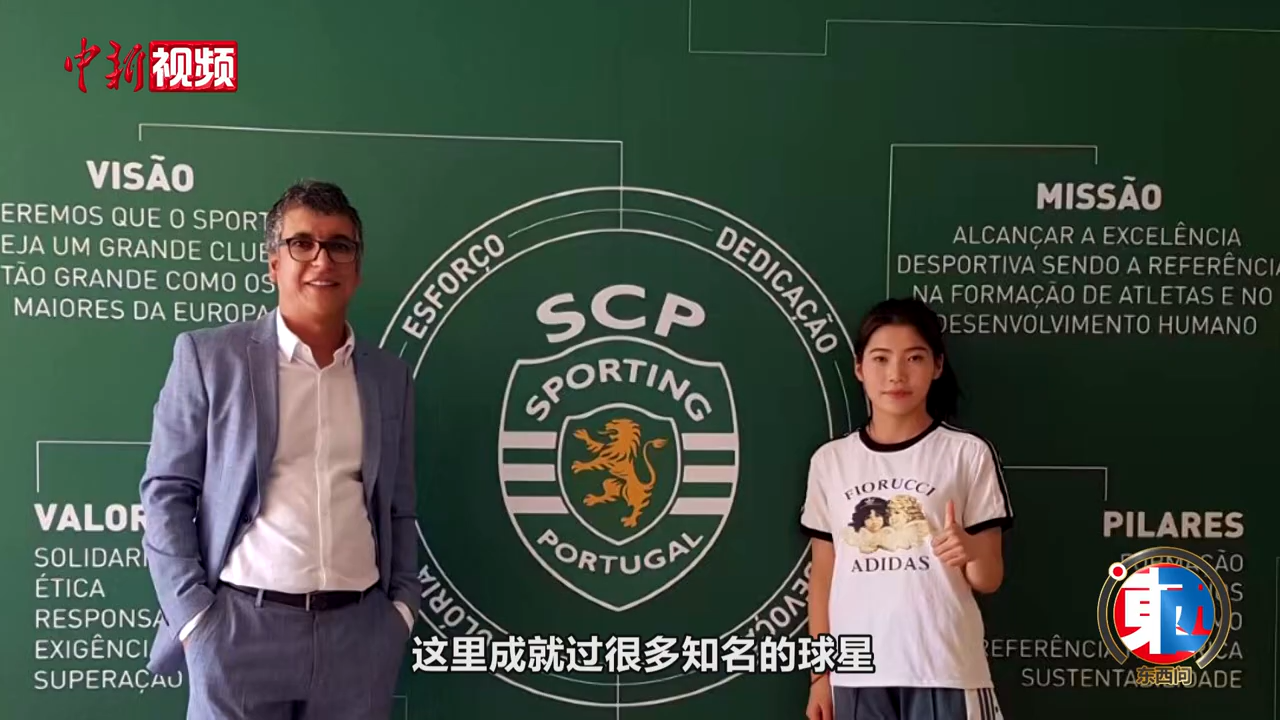 中新视频
VISÃO
EREMOS QUE O SPORT
EJA UM GRANDE CLUBE
TÃO GRANDE COMO OS
MAIORES DA EUROPA
MISSÃO
ALCANÇAR A EXCELÊNCIA
DESPORTIVA SENDO A REFERÊNCIA
NA FORMAÇÃO DE ATLETAS E NO
DESENVOLVIMENTO HUMANO
ESFORÇO
DEDICAÇÃO
SCP
SPORTING
PORTUGAL
FIORUCCI
ADIDAS
VALOR
SOLIDARI
ÉTICA
RESPONSA
EXIGÊNCI
SUPERAÇÃO
PILARES
REFERÊNCIA
SUSTENTABILIDADE
这里成就过很多知名的球星
東
东西问